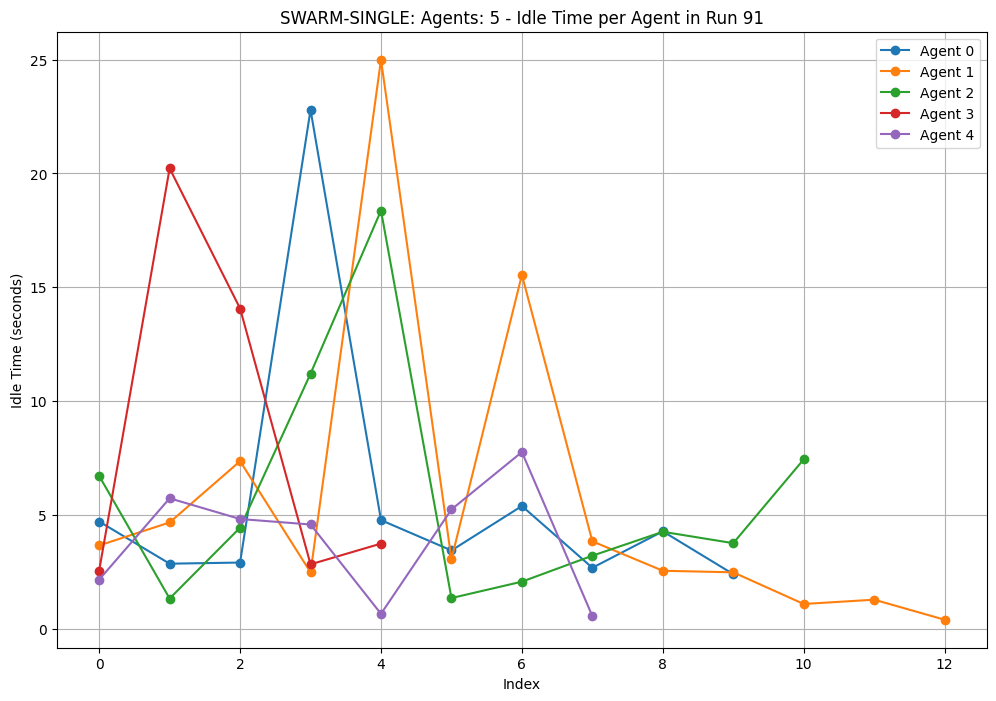 SWARM-SINGLE: Agents: 5 - Idle Time per Agent in Run 91
Agent 0
Agent 1
Agent 2
Agent 3
Agent 4
Idle Time (seconds)
25
20
15
10
5
0
0 2 4 6 8 10 12
Index